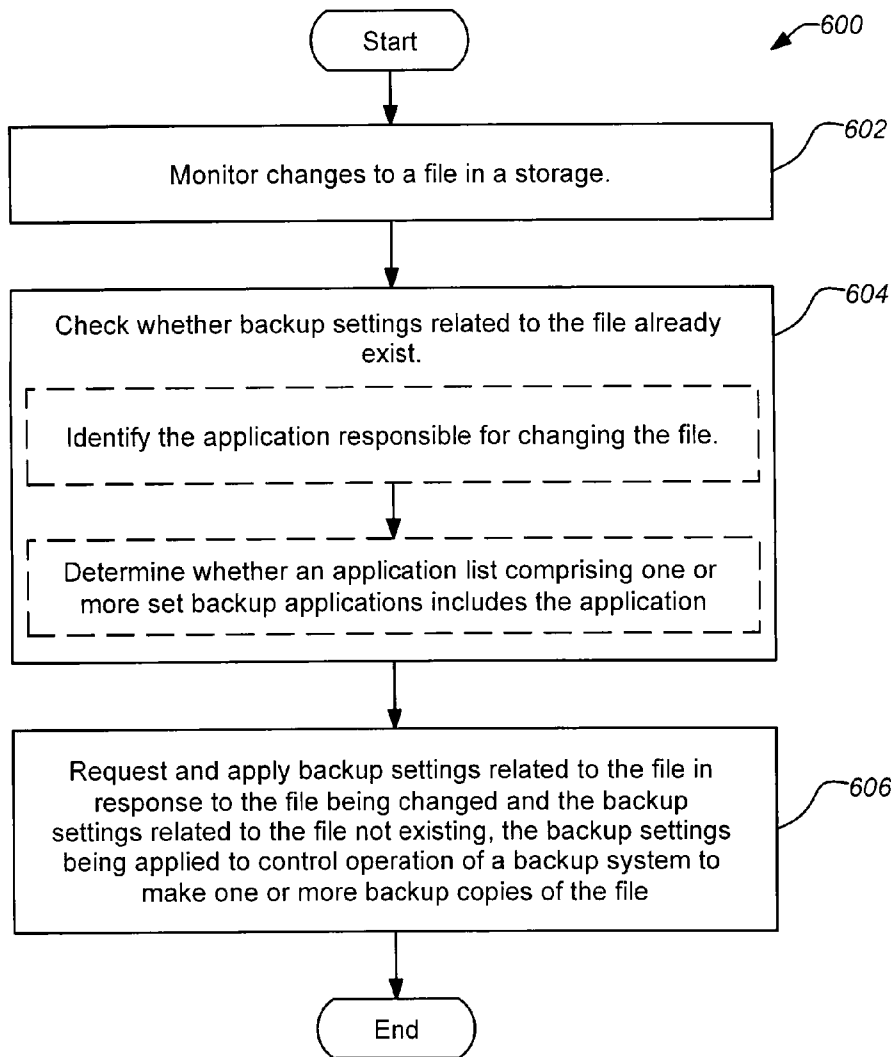 Start
600
602
Monitor changes to a file in a storage.
604
Check whether backup settings related to the file already
exist.
Identify the application responsible for changing the file.
Determine whether an application list comprising one or
more set backup applications includes the application
606
Request and apply backup settings related to the file in
response to the file being changed and the backup
settings related to the file not existing, the backup settings
being applied to control operation of a backup system to
make one or more backup copies of the file
End